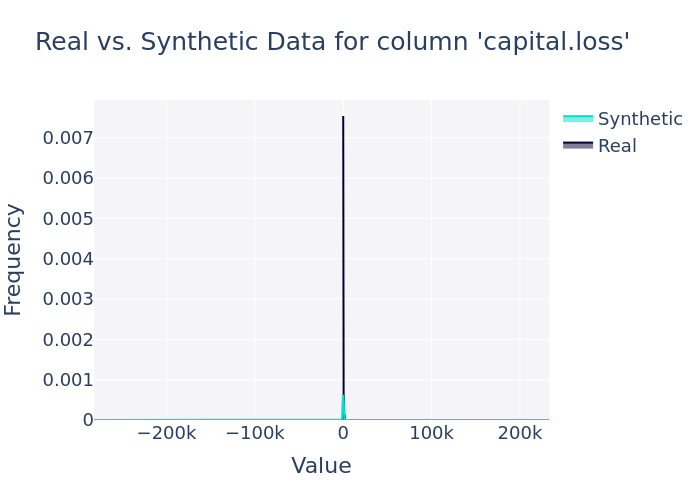 Real vs. Synthetic Data for column 'capital.loss'
Synthetic
Real
Frequency
0.007
0.006
0.005
0.004
0.003
0.002
0.001
0
−200k
−100k
0
100k
200k
Value